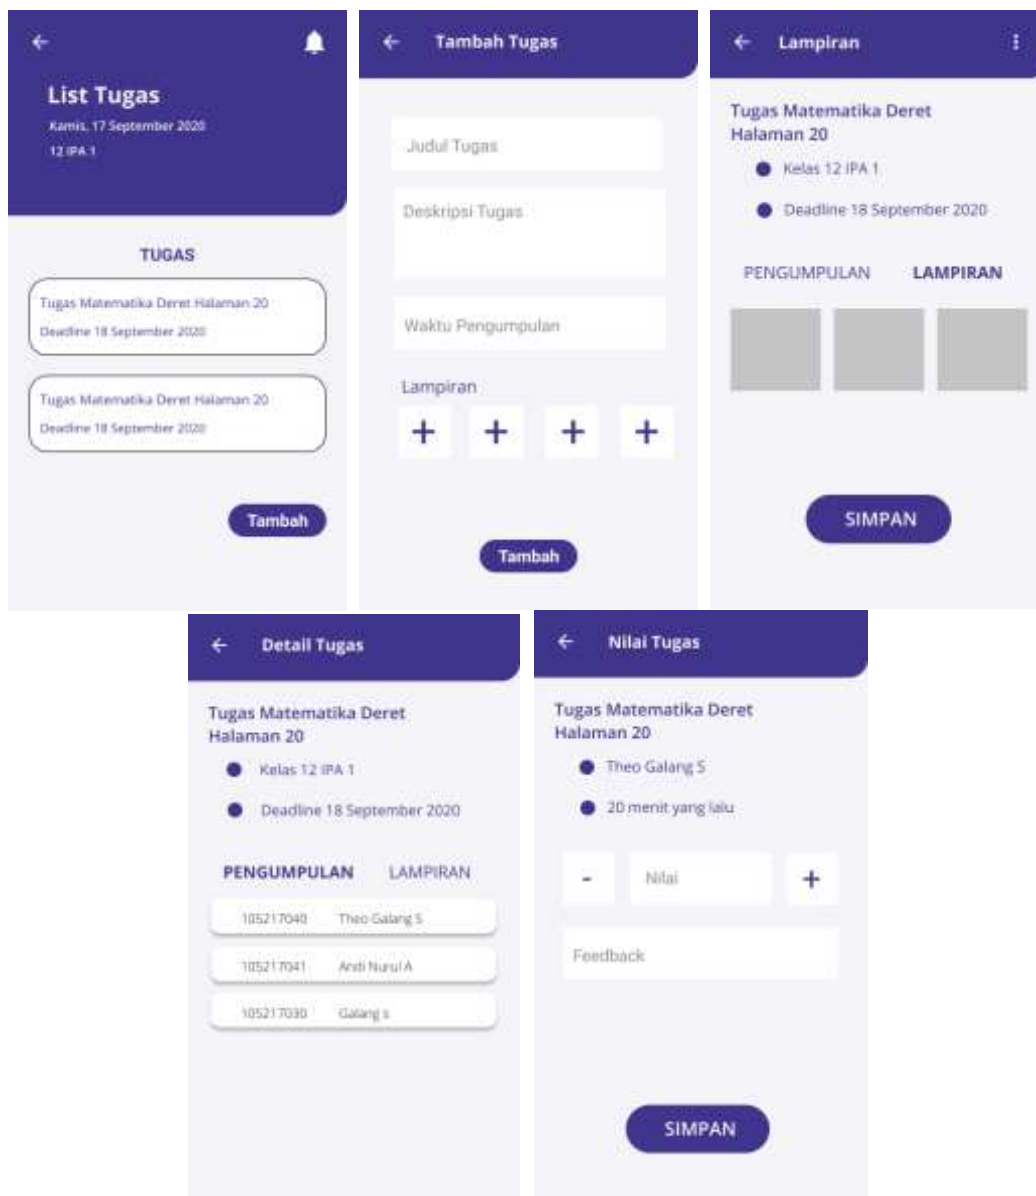 List Tugas
Kamis, 17 September 2020
12 IPA 1
TUGAS
Tugas Matematika Deret Halaman 20
Deadline 18 September 2020
Tugas Matematika Deret Halaman 20
Deadline 18 September 2020
Tambah
Tambah Tugas
Judul Tugas
Deskripsi Tugas
Waktu Pengumpulan
Lampiran
+ + + +
Tambah
Lampiran
Tugas Matematika Deret
Halaman 20
Kelas 12 IPA 1
Deadline 18 September 2020
PENGUMPULAN LAMPIRAN
SIMPAN
Detail Tugas
Tugas Matematika Deret
Halaman 20
Kelas 12 IPA 1
Deadline 18 September 2020
PENGUMPULAN LAMPIRAN
105217040 Theo Galang S
105217041 Andi Nurul A
105217030 Galang s
Nilai Tugas
Tugas Matematika Deret
Halaman 20
Theo Galang S
20 menit yang lalu
- Nilai +
Feedback
SIMPAN